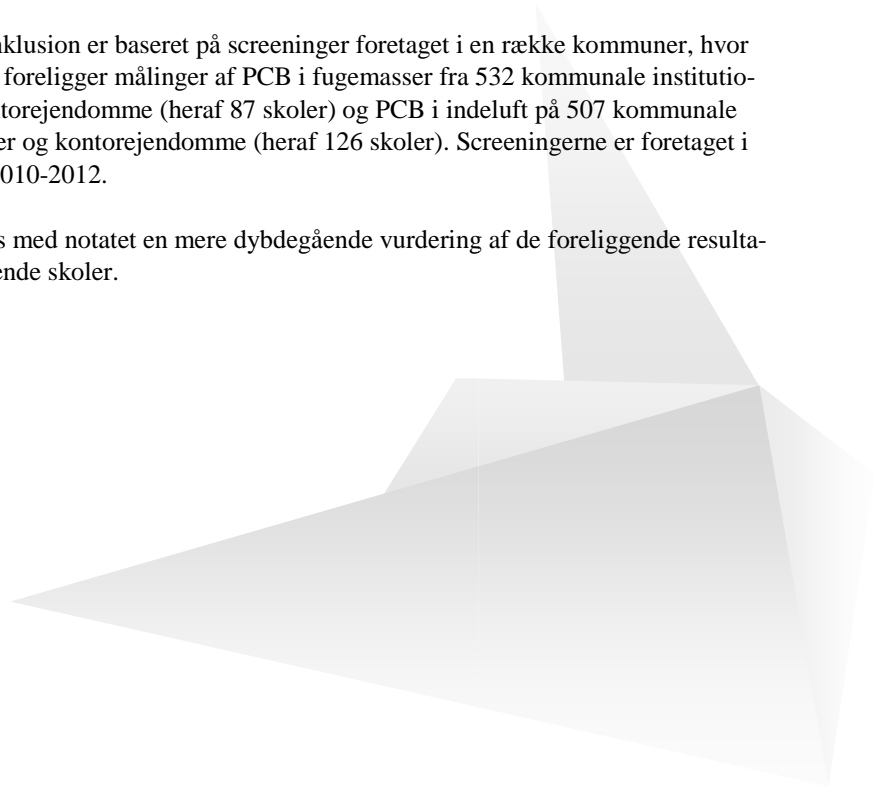 nklusion er baseret på screeninger foretaget i en række kommuner, hvor
foreligger målinger af PCB i fugemasser fra 532 kommunale institutio-
torejendomme (heraf 87 skoler) og PCB i indeluft på 507 kommunale
er og kontorejendomme (heraf 126 skoler). Screeningerne er foretaget i
010-2012.
s med notatet en mere dybdegående vurdering af de foreliggende resulta-
ende skoler.